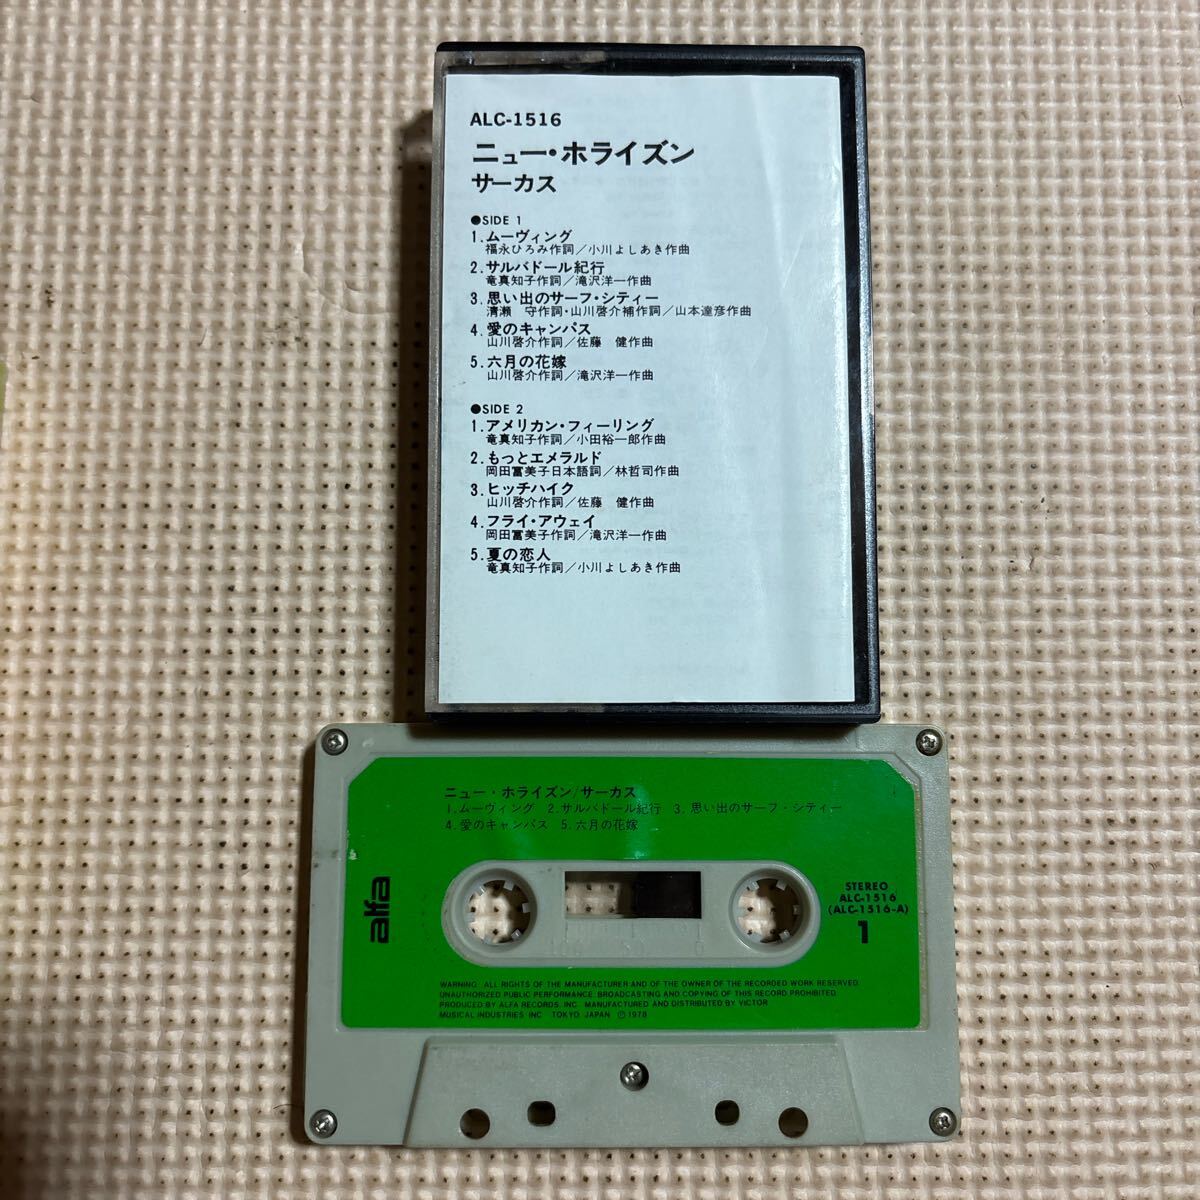 ALC-1516
ニュー・ホライズン
サーカス
●SIDE 1
1.ムーヴィング
福永ひろみ作詞／小川よしあき作曲
2.サルバドール紀行
竜真知子作詞／滝沢洋一作曲
3.思い出のサーフ・シティー
清瀬　守作詞・山川啓介補作詞／山本達彦作曲
4.愛のキャンパス
山川啓介作詞／佐藤　健作曲
5.六月の花嫁
山川啓介作詞／滝沢洋一作曲
●SIDE 2
1.アメリカン・フィーリング
竜真知子作詞／小田裕一郎作曲
2.もっとエメラルド
岡田冨美子日本語詞／林哲司作曲
3.ヒッチハイク
山川啓介作詞／佐藤　健作曲
4.フライ・アウェイ
岡田冨美子作詞／滝沢洋一作曲
5.夏の恋人
竜真知子作詞／小川よしあき作曲
ニュー・ホライズン/サーカス
1.ムーヴィング 2.サルバドール紀行 3.思い出のサーフ・シティー
4.愛のキャンパス 5.六月の花嫁
alfa
STEREO
ALC-1516
(ALC-1516-A)
1
WARNING: ALL RIGHTS OF THE MANUFACTURER AND OF THE OWNER OF THE RECORDED WORK RESERVED.
UNAUTHORIZED PUBLIC PERFORMANCE BROADCASTING AND COPYING OF THIS RECORD PROHIBITED.
PRODUCED BY ALFA RECORDS, INC. MANUFACTURED AND DISTRIBUTED BY VICTOR
MUSICAL INDUSTRIES INC. TOKYO, JAPAN Ⓟ1978